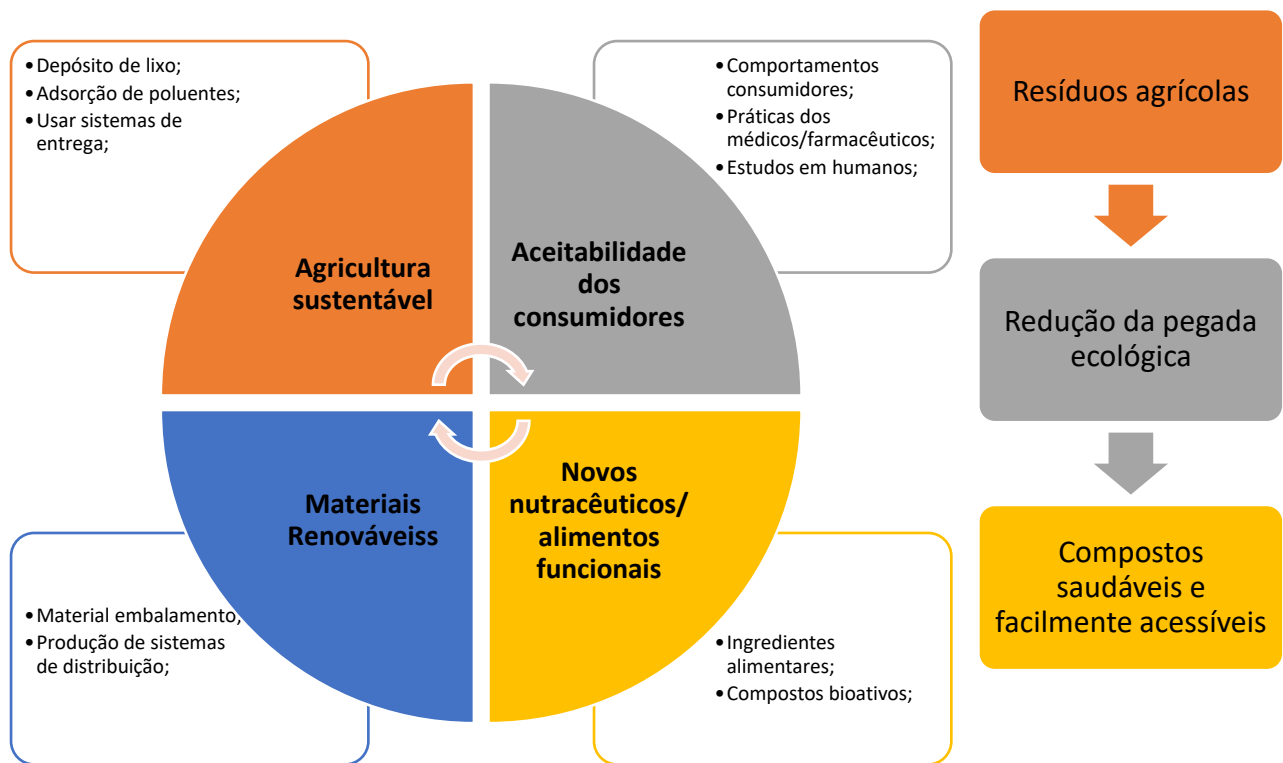 •Depósito de lixo;
•Adsorção de poluentes;
•Usar sistemas de
entrega;
•Comportamentos
consumidores;
•Práticas dos
médicos/farmacêuticos;
•Estudos em humanos;
Agricultura
sustentável
Aceitabilidade
dos
consumidores
Materiais
Renováveiss
Novos
nutracêuticos/
alimentos
funcionais
•Material embalamento;
•Produção de sistemas
de distribuição;
•Ingredientes
alimentares;
•Compostos bioativos;
Resíduos agrícolas
Redução da pegada
ecológica
Compostos
saudáveis e
facilmente acessíveis